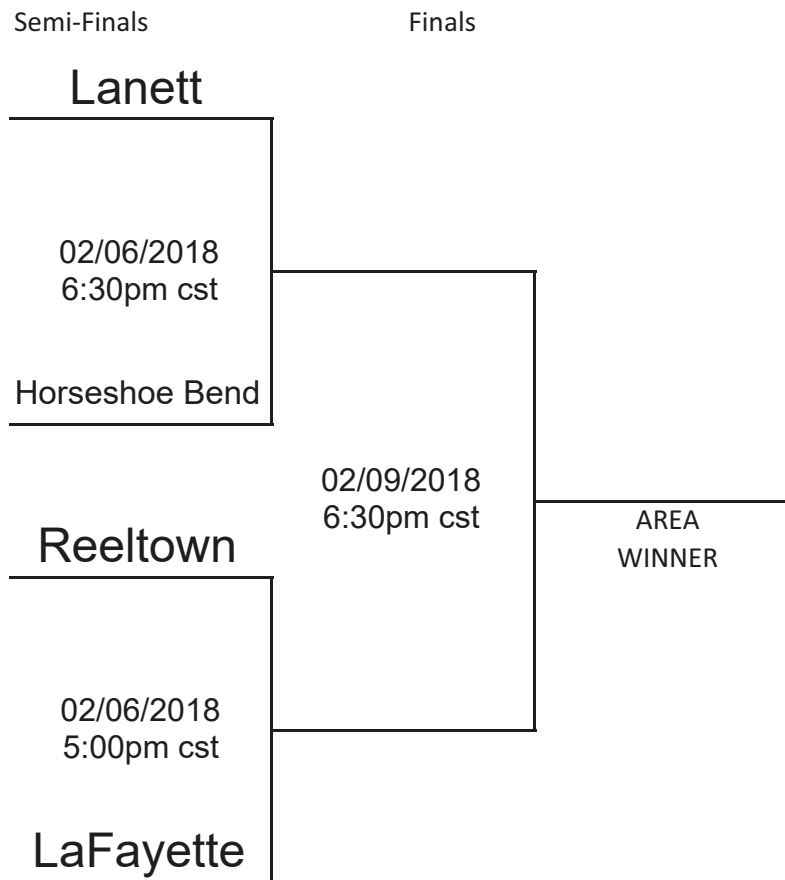 Semi-Finals
Finals
Lanett
02/06/2018
6:30pm cst
Horseshoe Bend
02/09/2018
6:30pm cst
AREA
WINNER
Reeltown
02/06/2018
5:00pm cst
LaFayette